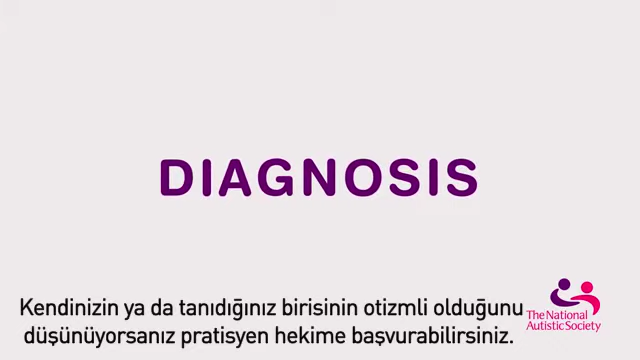 DIAGNOSIS
Kendinizin ya da tanıdığınız birisinin otizmli olduğunu
düşünüyorsanız pratisyen hekime başvurabilirsiniz.
The National
Autistic Society